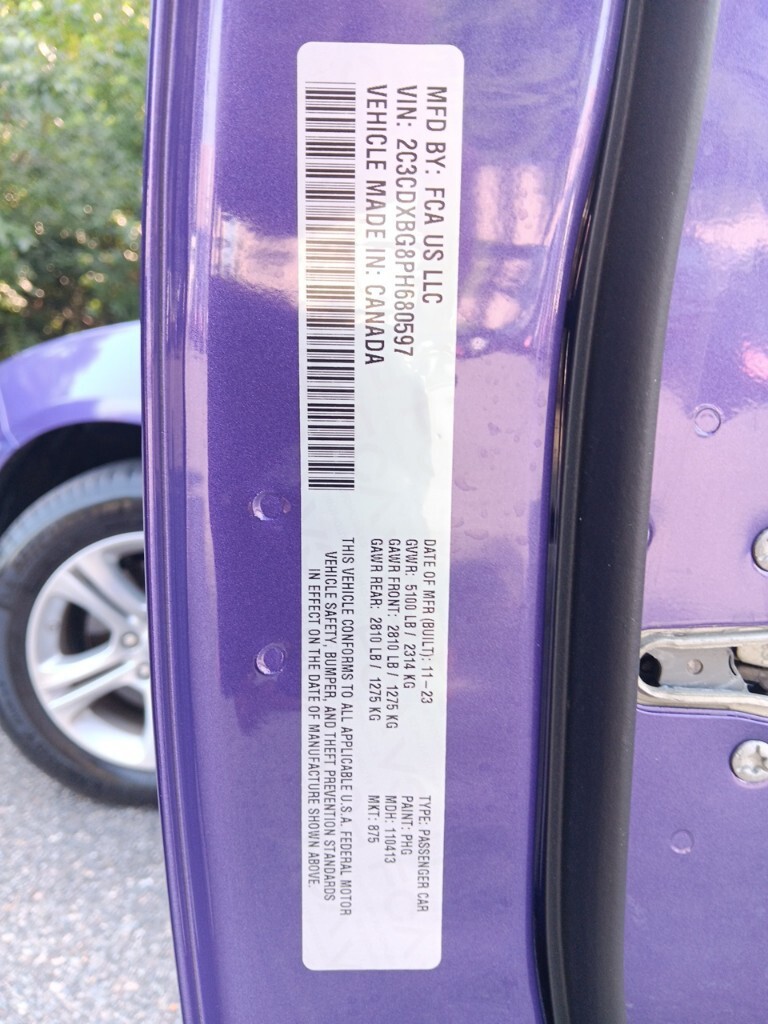 MFD BY: FCA US LLC
VIN: 2C3CDXBG8PH680597
VEHICLE MADE IN: CANADA
DATE OF MFR (BUILT): 11-23
GVWR: 5100 LB / 2314 KG
GAWR FRONT: 2810 LB / 1275 KG
GAWR REAR: 2810 LB / 1275 KG
TYPE: PASSENGER CAR
PAINT: PHG
MDH: 110413
MKT: 875
THIS VEHICLE CONFORMS TO ALL APPLICABLE U.S.A. FEDERAL MOTOR
VEHICLE SAFETY, BUMPER, AND THEFT PREVENTION STANDARDS
IN EFFECT ON THE DATE OF MANUFACTURE SHOWN ABOVE.